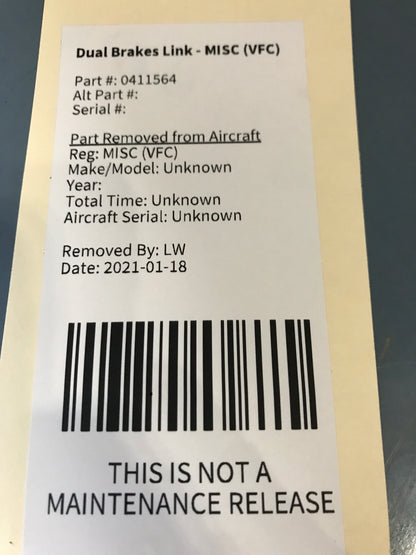 Dual Brakes Link - MISC (VFC)
Part #: 0411564
Alt Part#:
Serial #:
Part Removed from Aircraft
Reg: MISC (VFC)
Make/Model: Unknown
Year:
Total Time: Unknown
Aircraft Serial: Unknown
Removed By: LW
Date: 2021-01-18
THIS IS NOT A
MAINTENANCE RELEASE